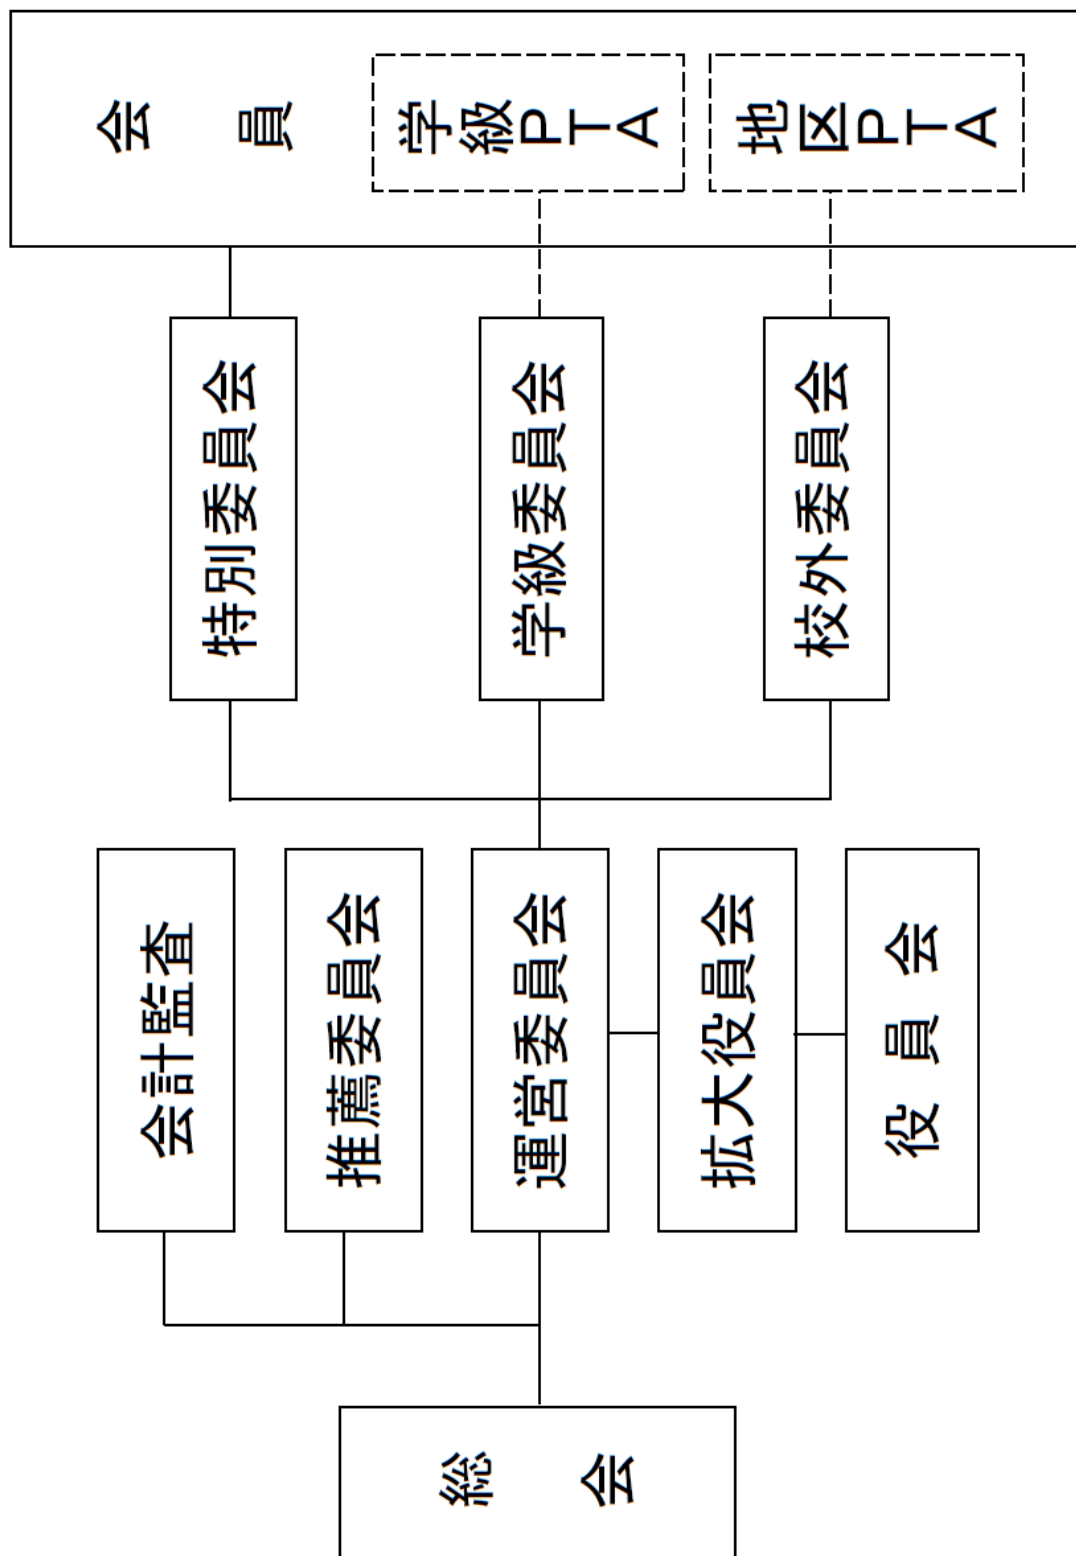 総会
会計監査
推薦委員会
運営委員会
拡大役員会
役員会
特別委員会
学級委員会
校外委員会
会員
学級PTA
地区PTA